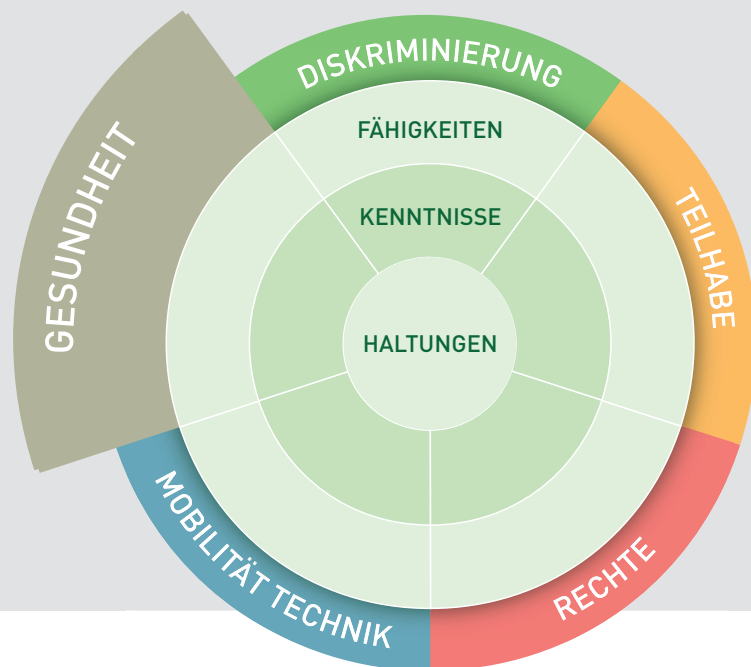 DISKRIMINIERUNG
FÄHIGKEITEN
KENNTNISSE
HALTUNGEN
GESUNDHEIT
TEILHABE
MOBILITÄT TECHNIK
RECHTE